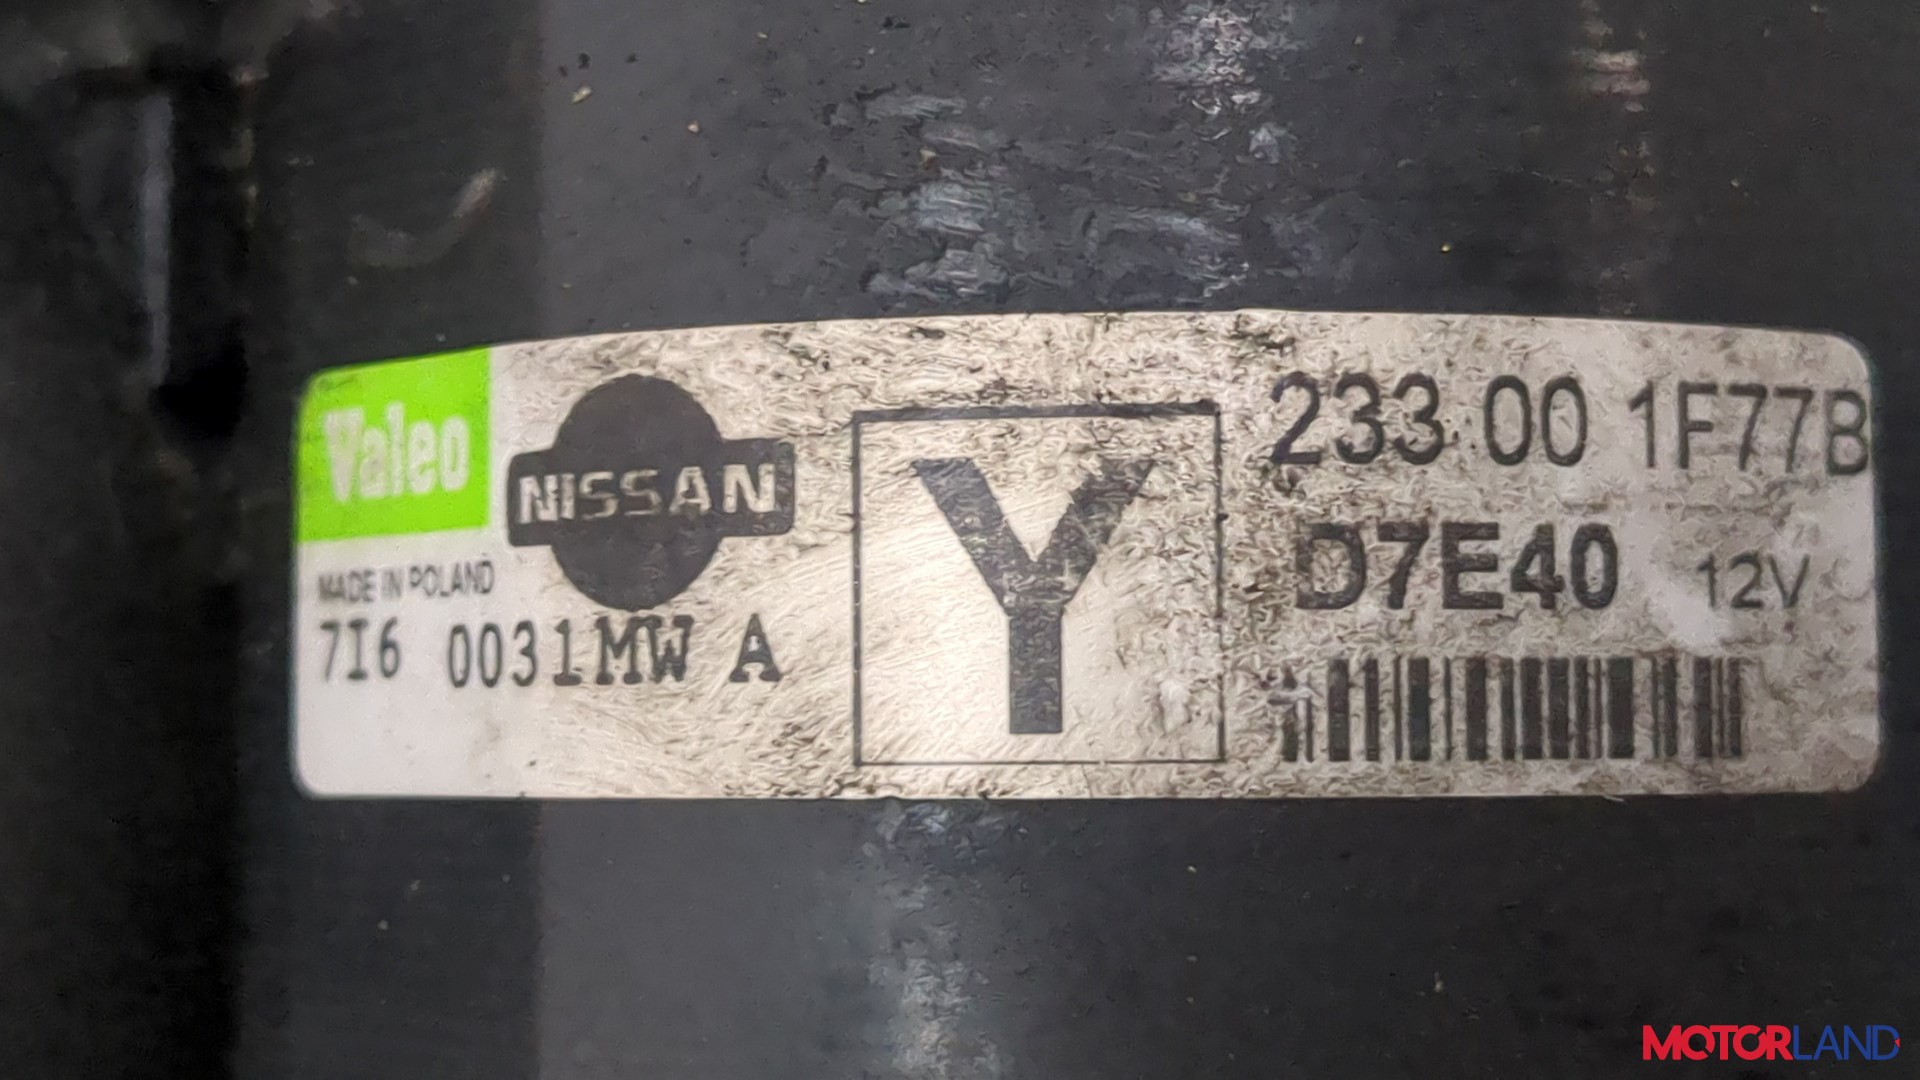 Valeo
NISSAN
MADE IN POLAND
7I6 0031MW A
Y
233 00 1F77B
D7E40 12V
MOTORLAND